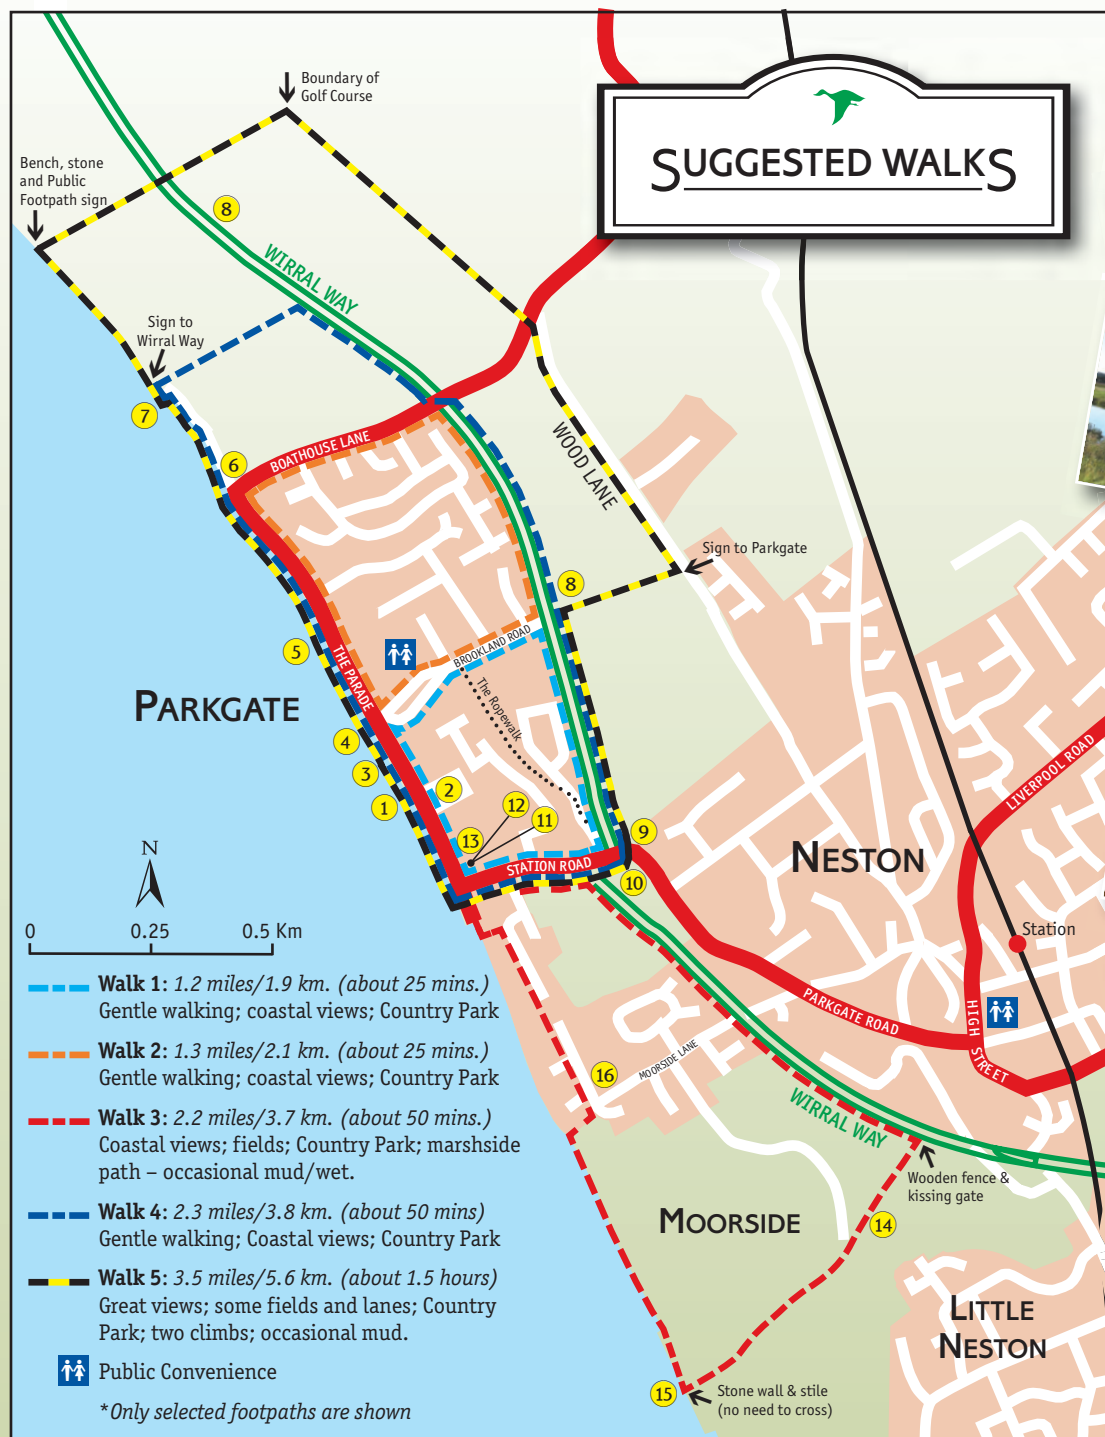 SUGGESTED WALKS
Boundary of
Golf Course
Bench, stone
and Public
Footpath sign
8
WIRRAL WAY
Sign to
Wirral Way
7
6
BOATHOUSE LANE
WOOD LANE
Sign to Parkgate
8
5
THE PARADE
BROOKLAND ROAD
The Ropewalk
PARKGATE
4
3
1
2
12
11
13
9
STATION ROAD
10
NESTON
LIVERPOOL ROAD
Station
PARKGATE ROAD
HIGH STREET
N
0 0.25 0.5 Km
16
MOORSIDE LANE
WIRRAL WAY
Wooden fence &
kissing gate
14
MOORSIDE
LITTLE
NESTON
15
Stone wall & stile
(no need to cross)
Walk 1: 1.2 miles/1.9 km. (about 25 mins.)
Gentle walking; coastal views; Country Park
Walk 2: 1.3 miles/2.1 km. (about 25 mins.)
Gentle walking; coastal views; Country Park
Walk 3: 2.2 miles/3.7 km. (about 50 mins.)
Coastal views; fields; Country Park; marshside
path – occasional mud/wet.
Walk 4: 2.3 miles/3.8 km. (about 50 mins)
Gentle walking; Coastal views; Country Park
Walk 5: 3.5 miles/5.6 km. (about 1.5 hours)
Great views; some fields and lanes; Country
Park; two climbs; occasional mud.
Public Convenience
*Only selected footpaths are shown